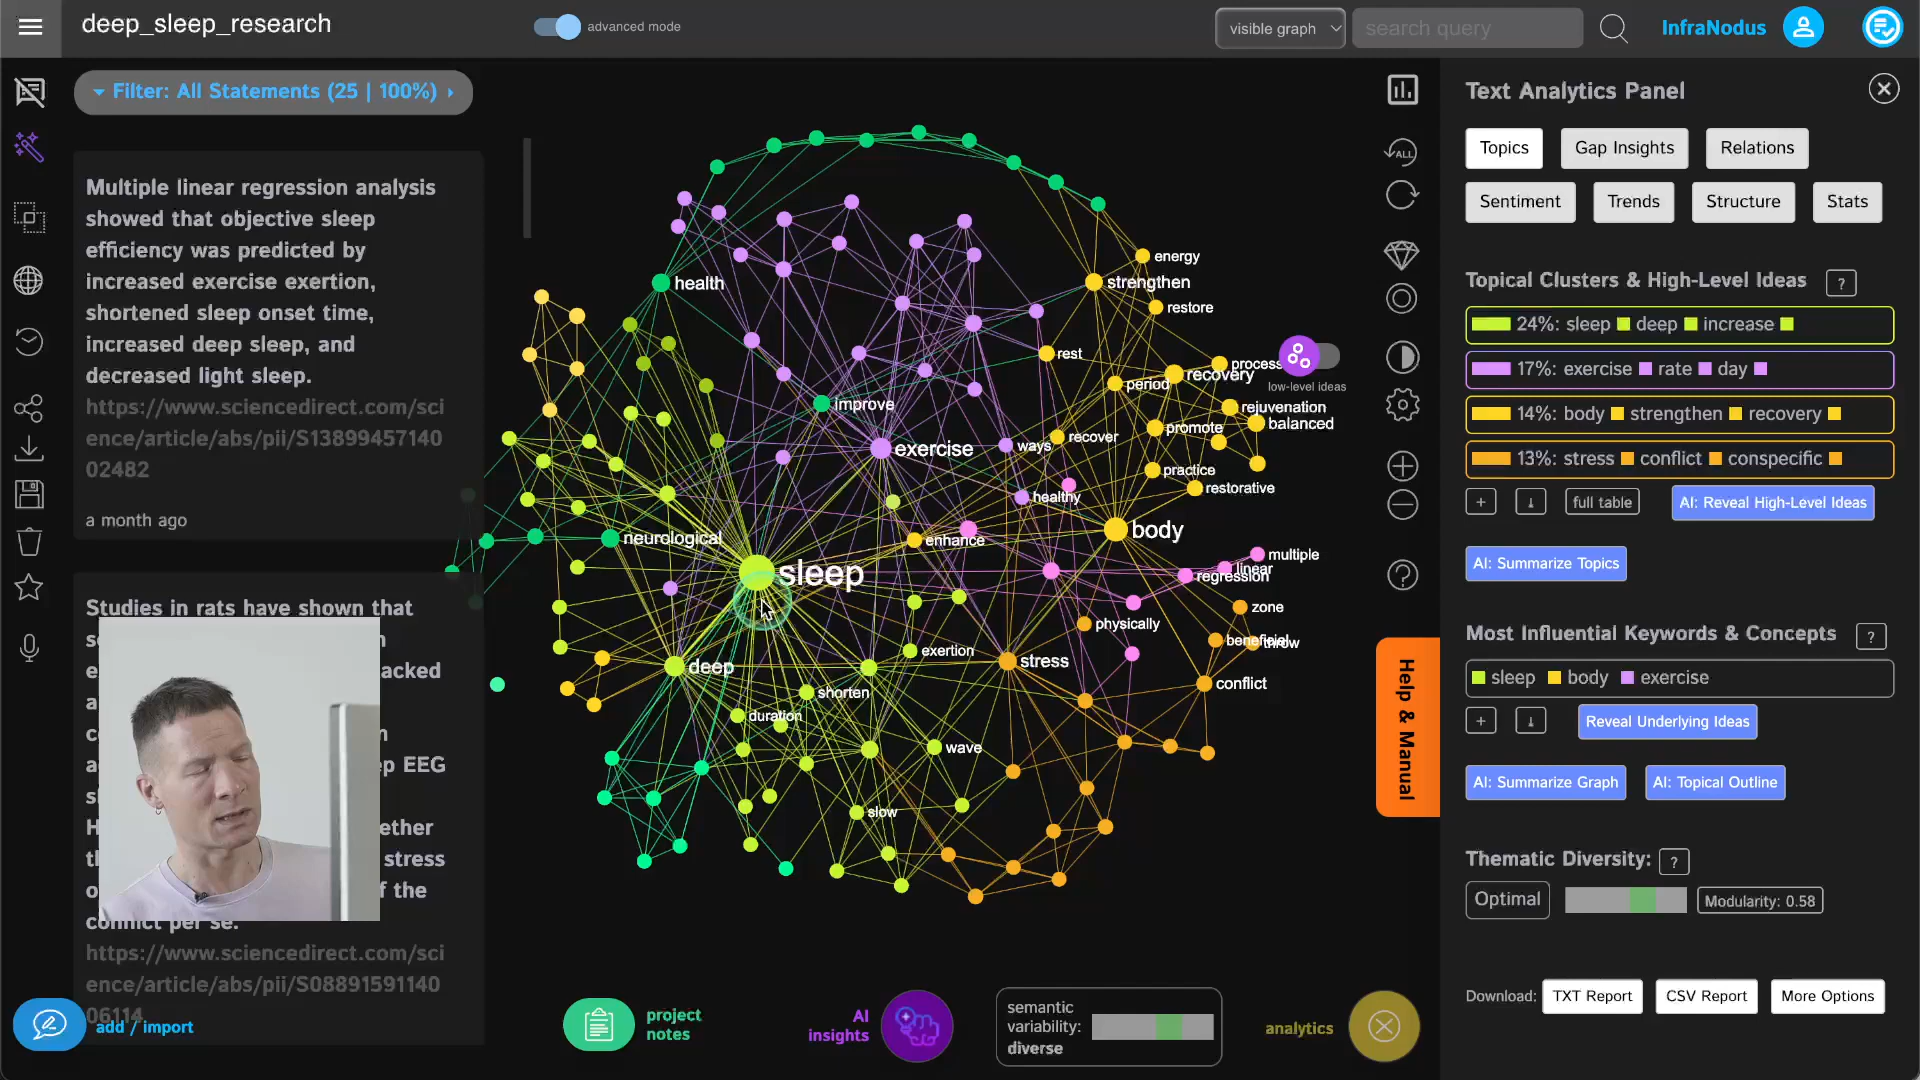 deep_sleep_research
advanced mode
visible graph
search query
InfraNodus
Filter: All Statements (25 | 100%)
Multiple linear regression analysis
showed that objective sleep
efficiency was predicted by
increased exercise exertion,
shortened sleep onset time,
increased deep sleep, and
decreased light sleep.
https://www.sciencedirect.com/sci
ence/article/abs/pii/S13899457140
02482
a month ago
Studies in rats have shown that
acked
p EEG
ether
stress
of the
conflict per se.
https://www.sciencedirect.com/sci
ence/article/abs/pii/S08891591140
06114
add / import
health
energy
strengthen
restore
rest
process
recovery
period
improve
rejuvenation
balanced
promote
exercise
ways
recover
practice
healthy
restorative
neurological
enhance
body
multiple
linear
regression
sleep
zone
physically
beneficial
throw
exertion
deep
stress
shorten
conflict
duration
wave
slow
ALL
low-level ideas
Help & Manual
project
notes
AI
insights
semantic
variability:
diverse
analytics
Text Analytics Panel
Topics
Gap Insights
Relations
Sentiment
Trends
Structure
Stats
Topical Clusters & High-Level Ideas
?
24%: sleep deep increase
17%: exercise rate day
14%: body strengthen recovery
13%: stress conflict conspecific
+
full table
AI: Reveal High-Level Ideas
AI: Summarize Topics
Most Influential Keywords & Concepts
?
sleep body exercise
+
Reveal Underlying Ideas
AI: Summarize Graph
AI: Topical Outline
Thematic Diversity:
?
Optimal
Modularity: 0.58
Download:
TXT Report
CSV Report
More Options